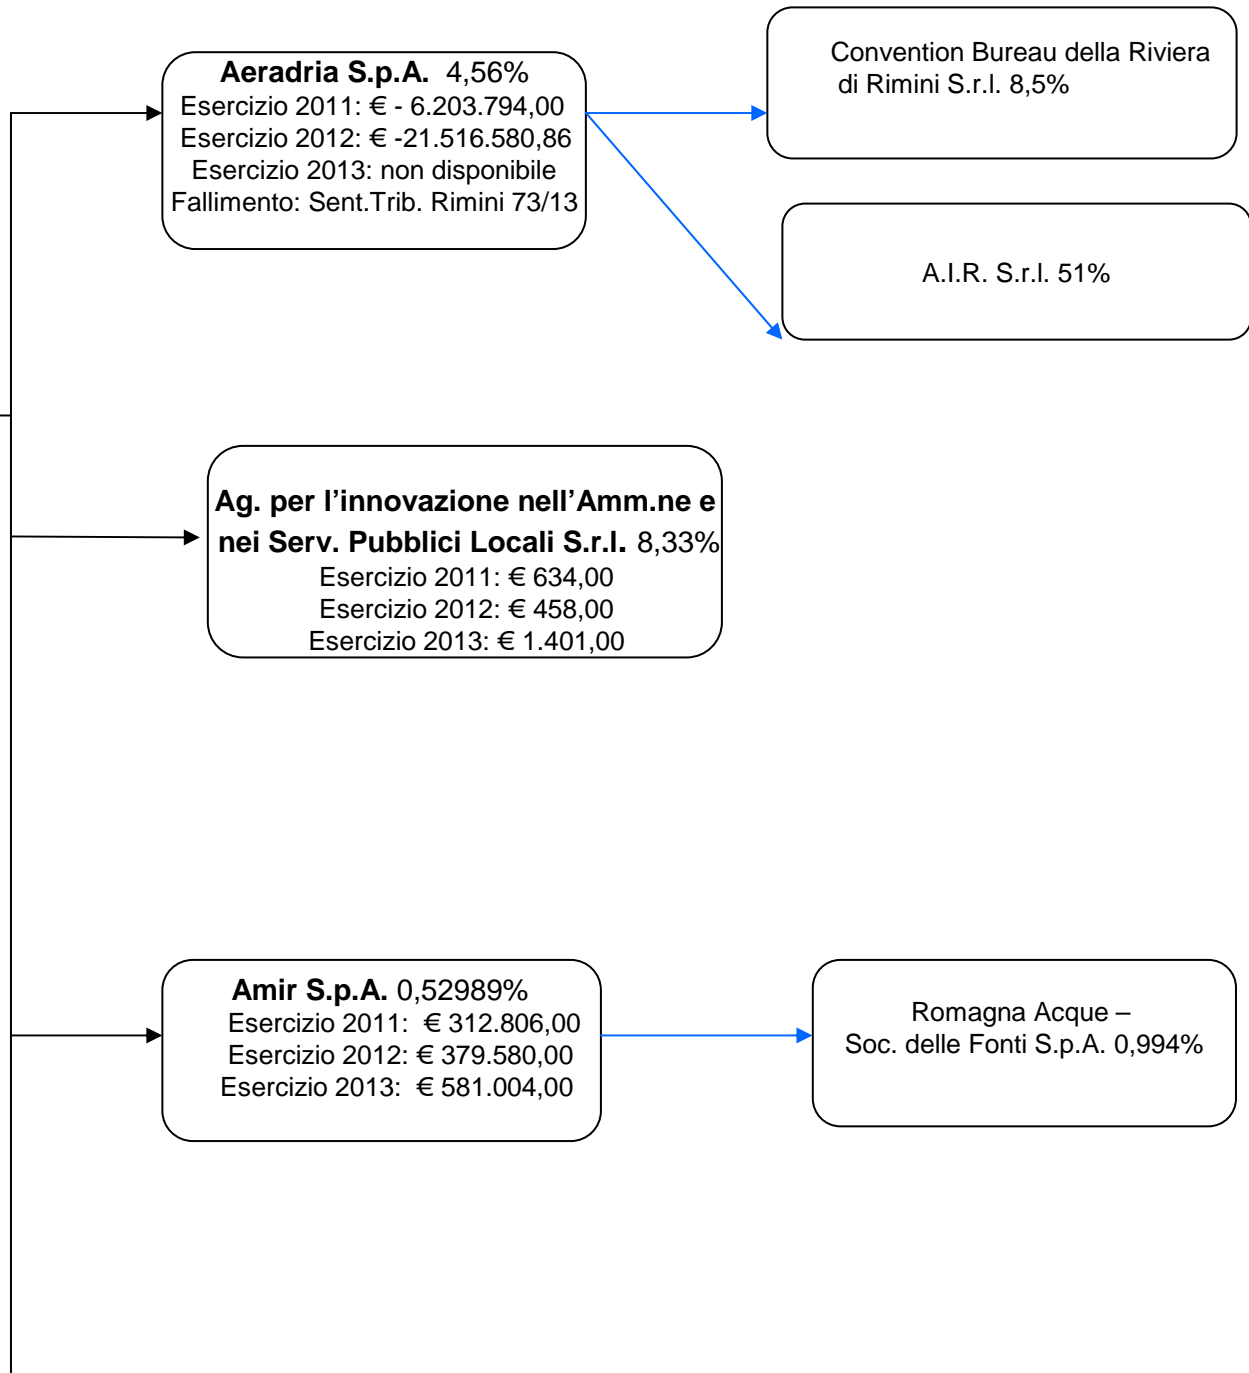 Aeradria S.p.A. 4,56%
Esercizio 2011: € - 6.203.794,00
Esercizio 2012: € -21.516.580,86
Esercizio 2013: non disponibile
Fallimento: Sent.Trib. Rimini 73/13
Convention Bureau della Riviera
di Rimini S.r.l. 8,5%
A.I.R. S.r.l. 51%
Ag. per l’innovazione nell’Amm.ne e
nei Serv. Pubblici Locali S.r.l. 8,33%
Esercizio 2011: € 634,00
Esercizio 2012: € 458,00
Esercizio 2013: € 1.401,00
Amir S.p.A. 0,52989%
Esercizio 2011: € 312.806,00
Esercizio 2012: € 379.580,00
Esercizio 2013: € 581.004,00
Romagna Acque –
Soc. delle Fonti S.p.A. 0,994%